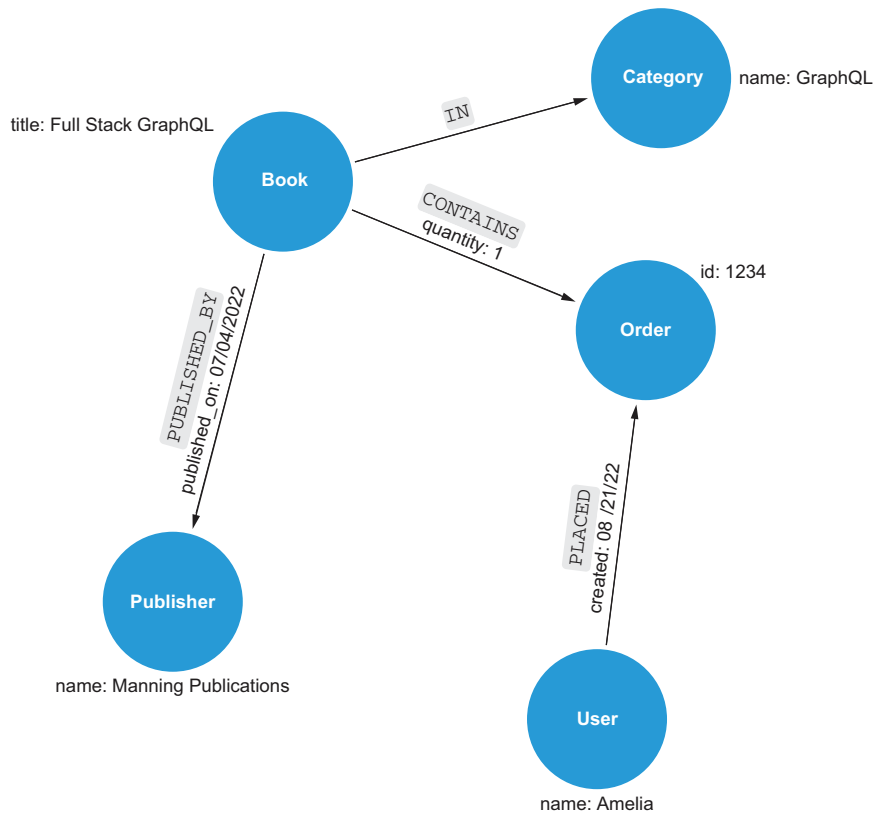 Category
name: GraphQL
IN
title: Full Stack GraphQL
Book
CONTAINS
quantity: 1
id: 1234
Order
PUBLISHED_BY
published_on: 07/04/2022
PLACED
created: 08 /21/22
Publisher
name: Manning Publications
User
name: Amelia